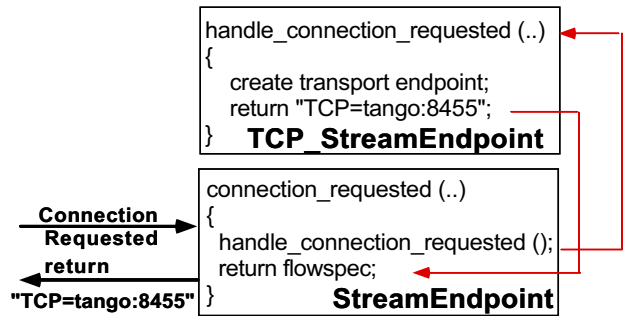 handle_connection_requested (..)
{
create transport endpoint;
return "TCP=tango:8455";
} TCP_StreamEndpoint
connection_requested (..)
{
Connection
Requested
handle_connection_requested ();
return
return flowspec;
"TCP=tango:8455"
} StreamEndpoint